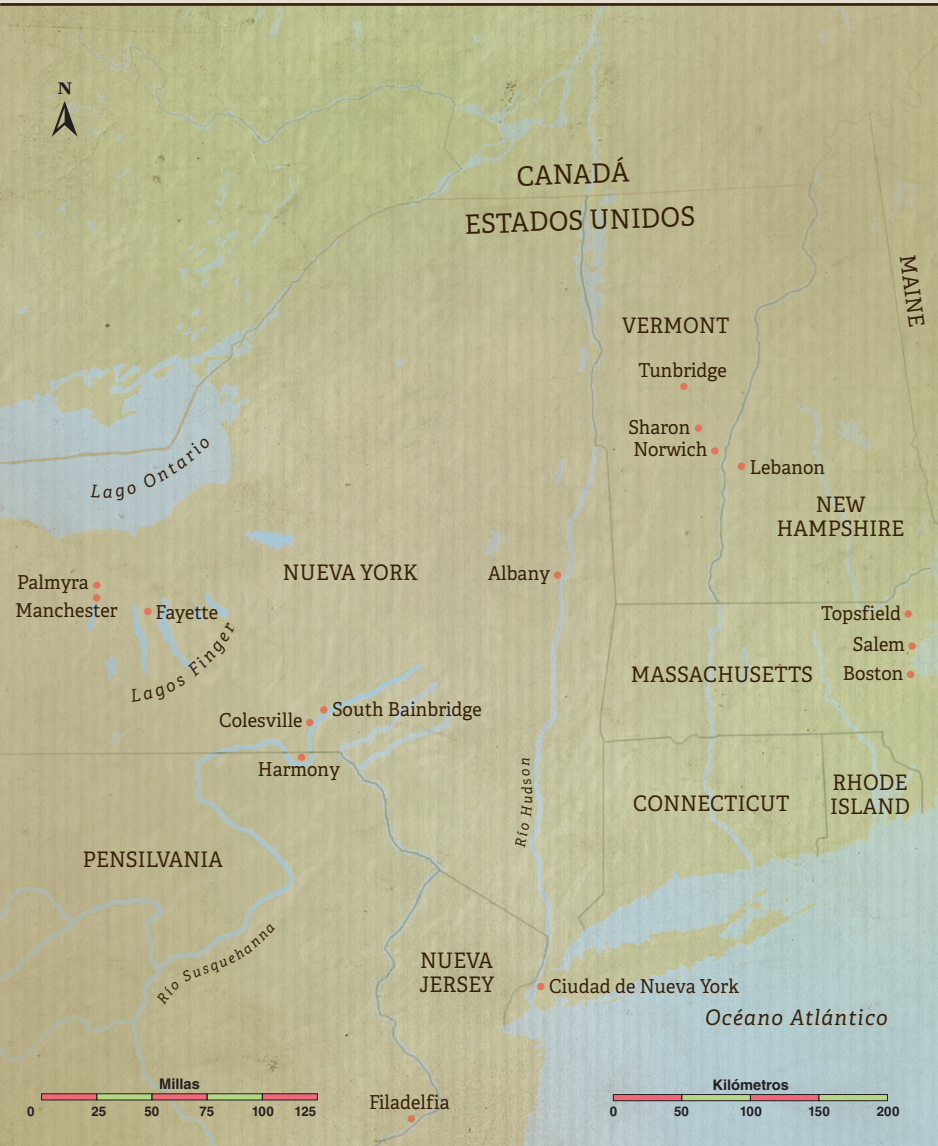 N
CANADÁ
ESTADOS UNIDOS
MAINE
VERMONT
Tunbridge
Sharon
Norwich
Lebanon
Lago Ontario
NEW
HAMPSHIRE
NUEVA YORK
Albany
Palmyra
Manchester
Fayette
Topsfield
Lagos Finger
Salem
MASSACHUSETTS
Boston
South Bainbridge
Colesville
Harmony
Río Hudson
CONNECTICUT
RHODE
ISLAND
PENSILVANIA
Río Susquehanna
NUEVA
JERSEY
Ciudad de Nueva York
Océano Atlántico
Millas
0 25 50 75 100 125
Kilómetros
0 50 100 150 200
Filadelfia